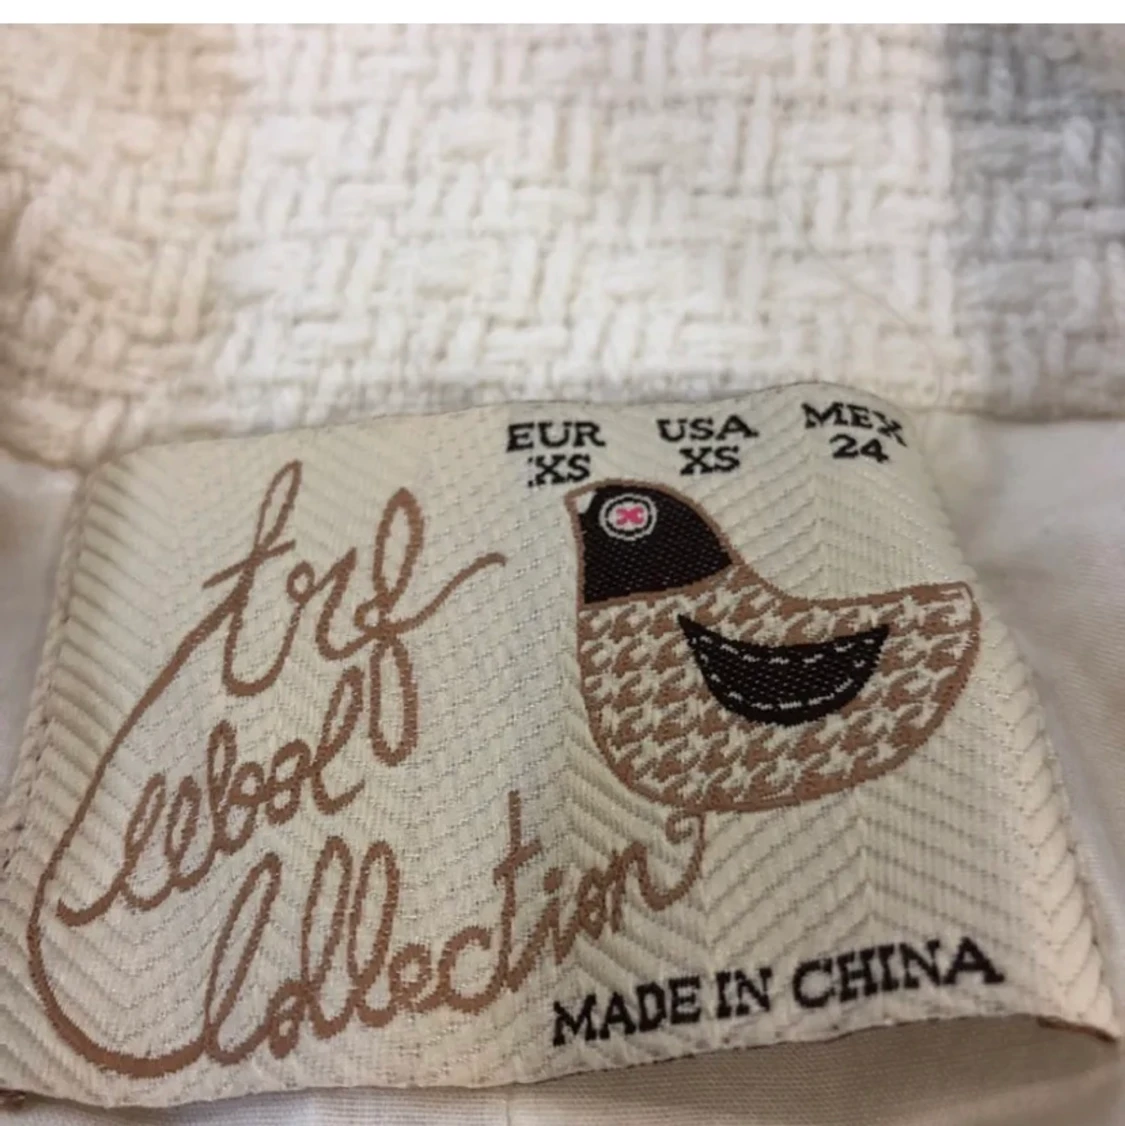 EUR USA MEX
XS XS 24
trf
wool
Collection
MADE IN CHINA